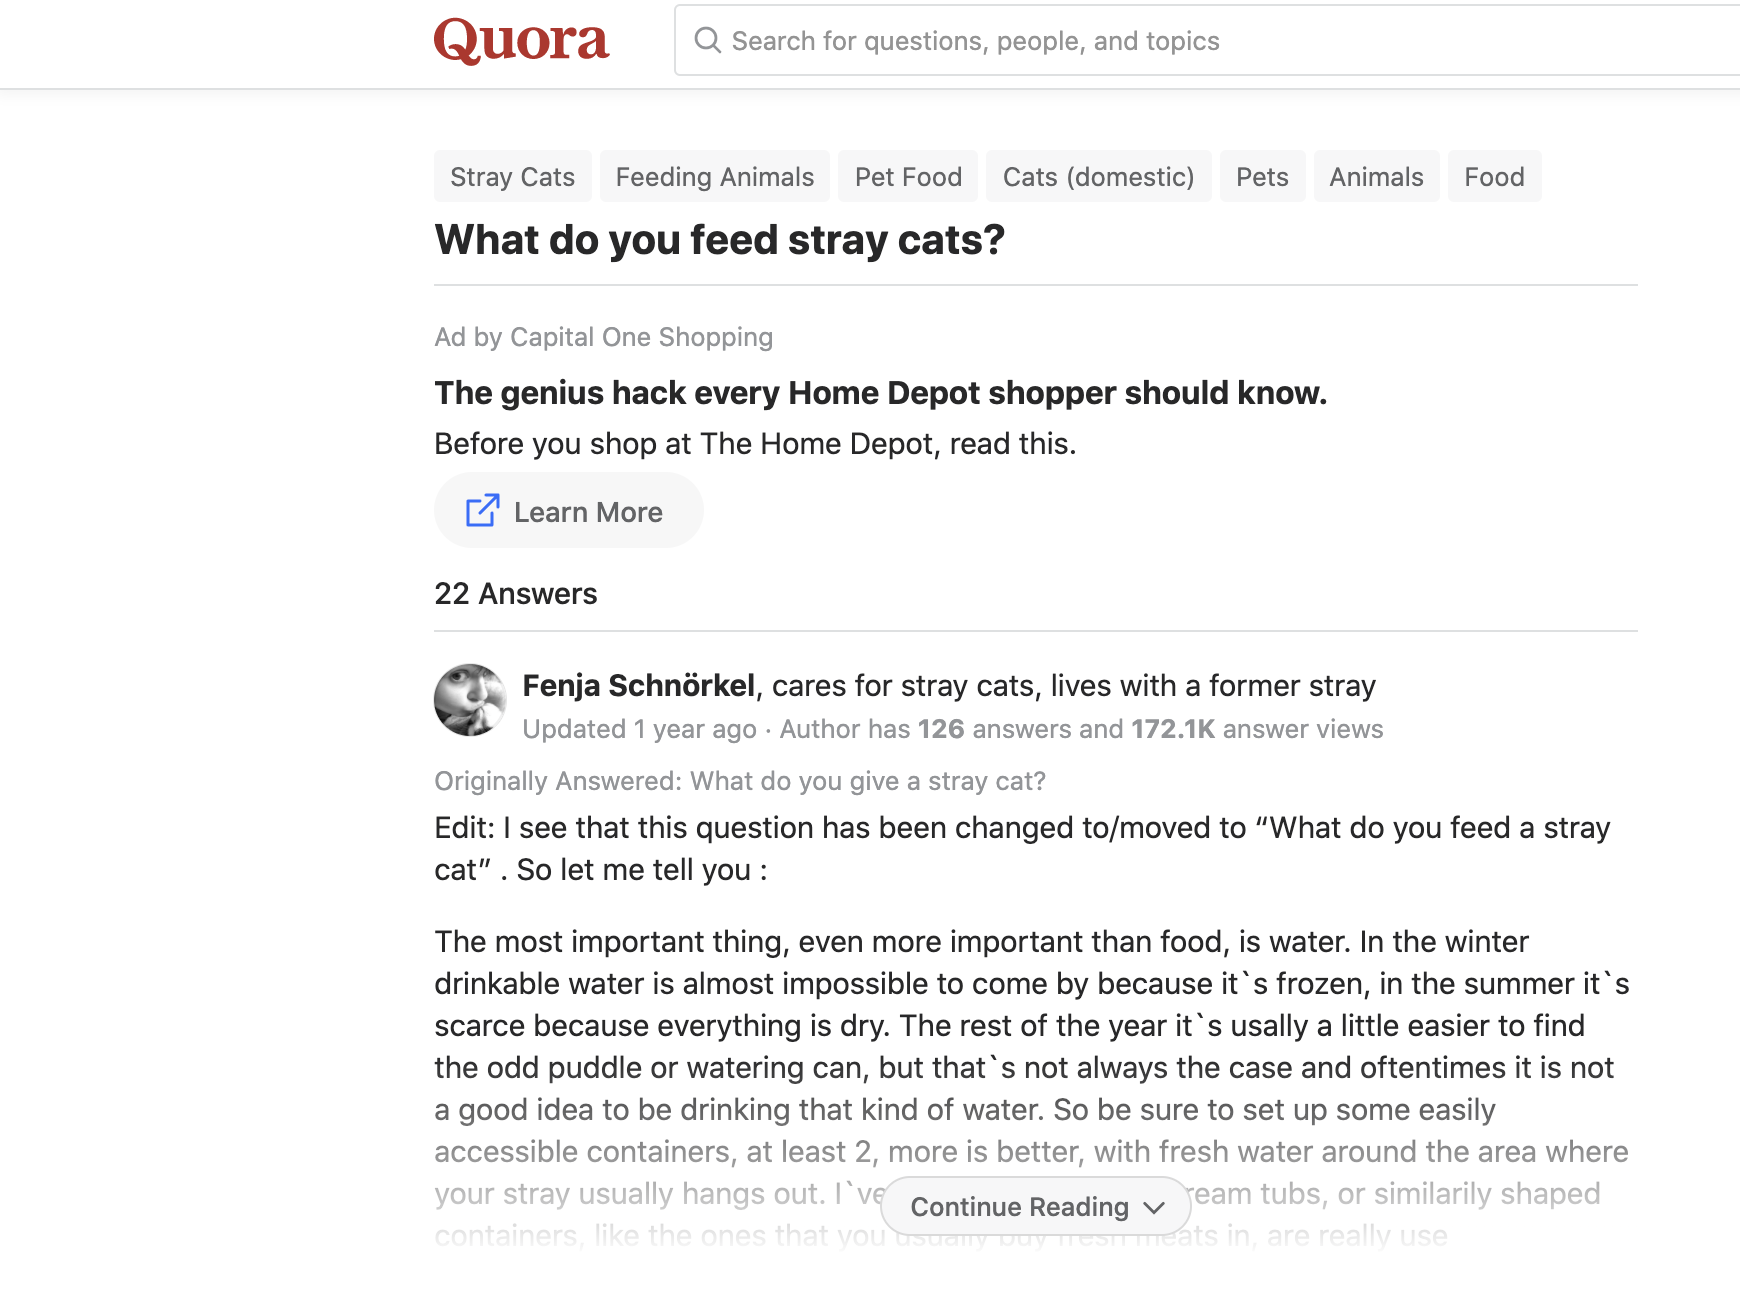 Quora
Search for questions, people, and topics
Stray Cats Feeding Animals Pet Food Cats (domestic) Pets Animals Food
What do you feed stray cats?
Ad by Capital One Shopping
The genius hack every Home Depot shopper should know.
Before you shop at The Home Depot, read this.
Learn More
22 Answers
Fenja Schnörkel, cares for stray cats, lives with a former stray
Updated 1 year ago · Author has 126 answers and 172.1K answer views
Originally Answered: What do you give a stray cat?
Edit: I see that this question has been changed to/moved to “What do you feed a stray
cat” . So let me tell you :
The most important thing, even more important than food, is water. In the winter
drinkable water is almost impossible to come by because it`s frozen, in the summer it`s
scarce because everything is dry. The rest of the year it`s usally a little easier to find
the odd puddle or watering can, but that`s not always the case and oftentimes it is not
a good idea to be drinking that kind of water. So be sure to set up some easily
accessible containers, at least 2, more is better, with fresh water around the area where
your stray usually hangs out. I`ve Continue Reading ream tubs, or similarily shaped
containers, like the ones that you usually buy fresh meats in, are really use